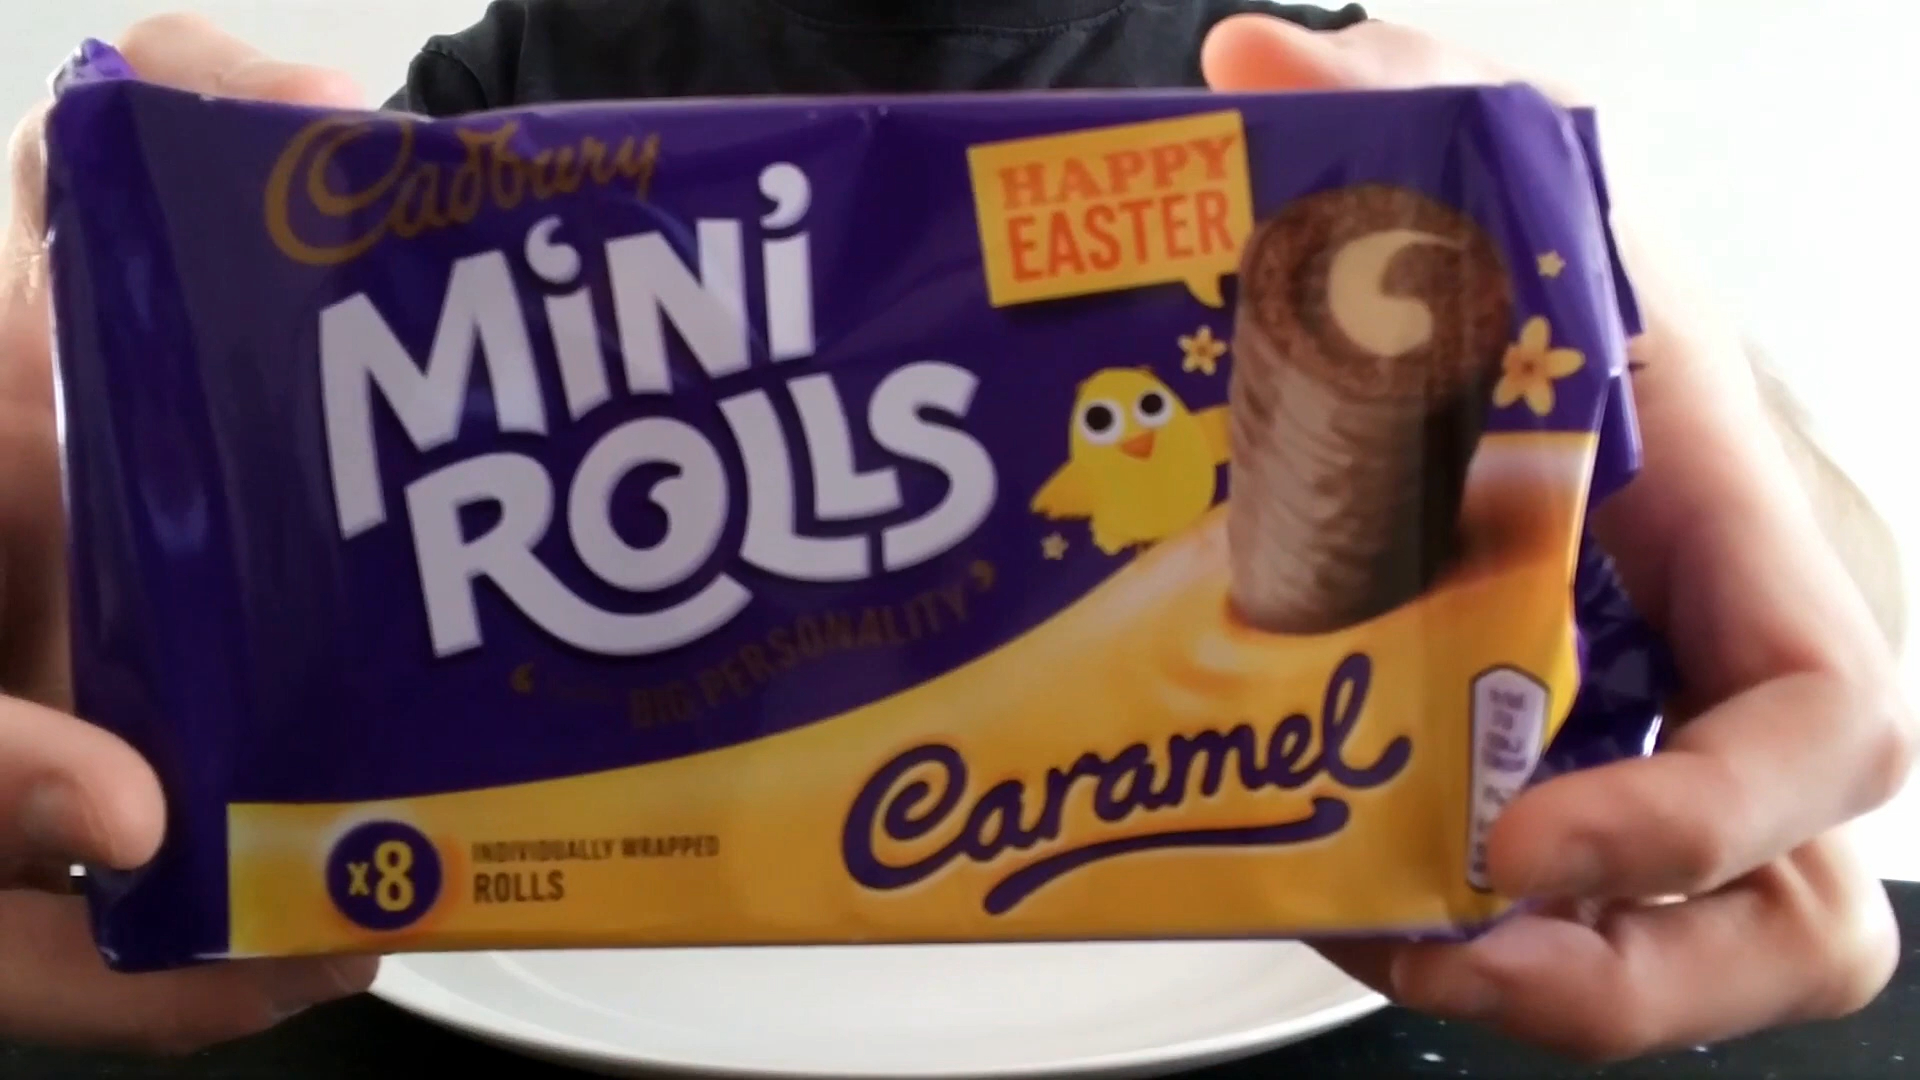 Cadbury
MiNi
ROLLS
BIG PERSONALITY
HAPPY
EASTER
Caramel
x8
INDIVIDUALLY WRAPPED
ROLLS